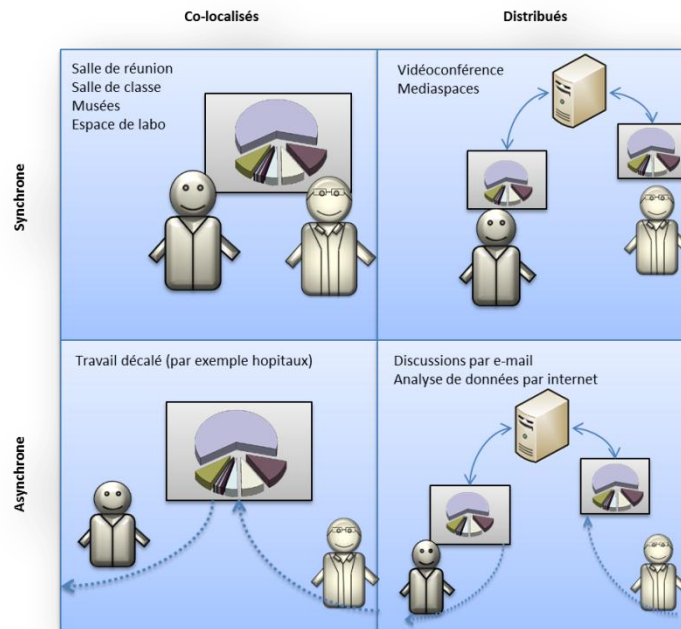 Co-localisés
Distribués
Synchrone
Salle de réunion
Salle de classe
Musées
Espace de labo
Vidéoconférence
Mediaspaces
Asynchrone
Travail décalé (par exemple hopitaux)
Discussions par e-mail
Analyse de données par internet